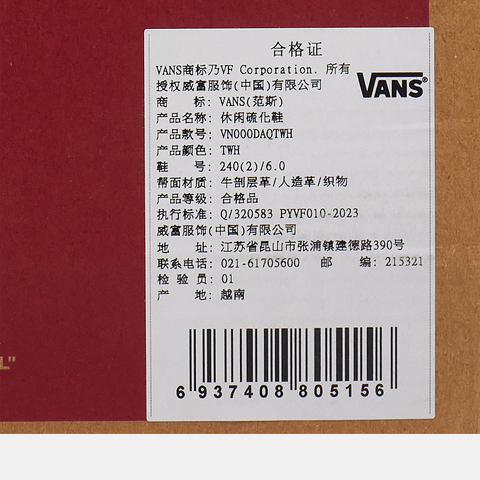 合格证
VANS商标乃VF Corporation. 所有
授权威富服饰(中国)有限公司
VANS®
商 标: VANS(范斯)
产品名称: 休闲硫化鞋
产品款号: VN000DAQTWH
产品颜色: TWH
鞋 号: 240(2)/6.0
帮面材质: 牛剖层革/人造革/织物
产品等级: 合格品
执行标准: Q/320583 PYVF010-2023
威富服饰(中国)有限公司
地 址: 江苏省昆山市张浦镇建德路390号
联系电话: 021-61705600 邮 编: 215321
检 验 员: 01
产 地: 越南
6 937408 805156
L"